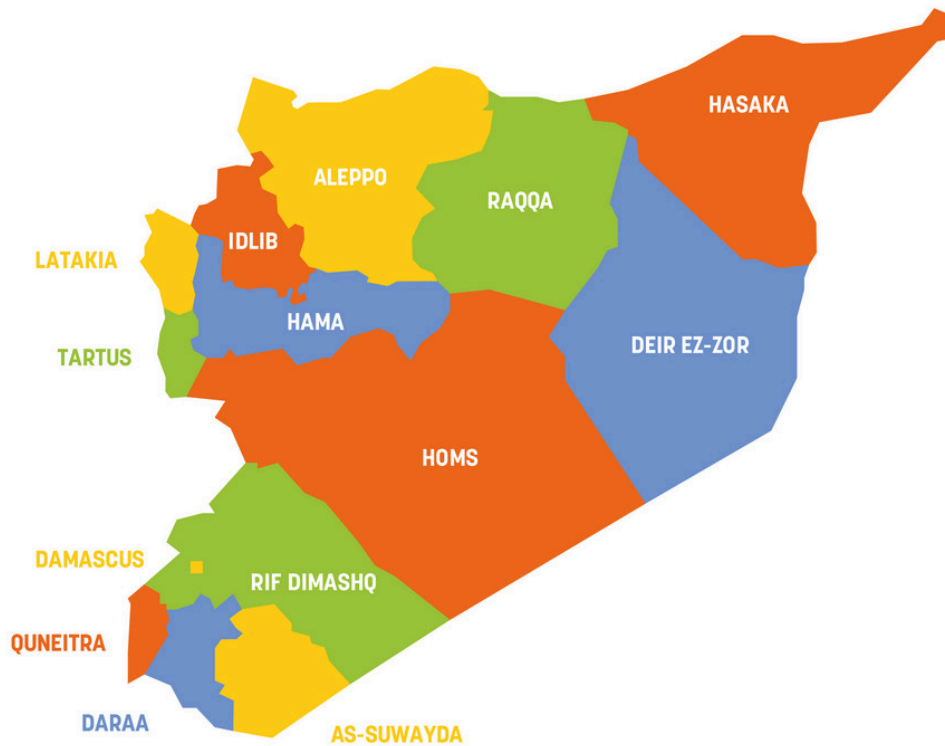 HASAKA
ALEPPO
RAQQA
IDLIB
LATAKIA
HAMA
DEIR EZ-ZOR
TARTUS
HOMS
DAMASCUS
RIF DIMASHQ
QUNEITRA
DARAA
AS-SUWAYDA